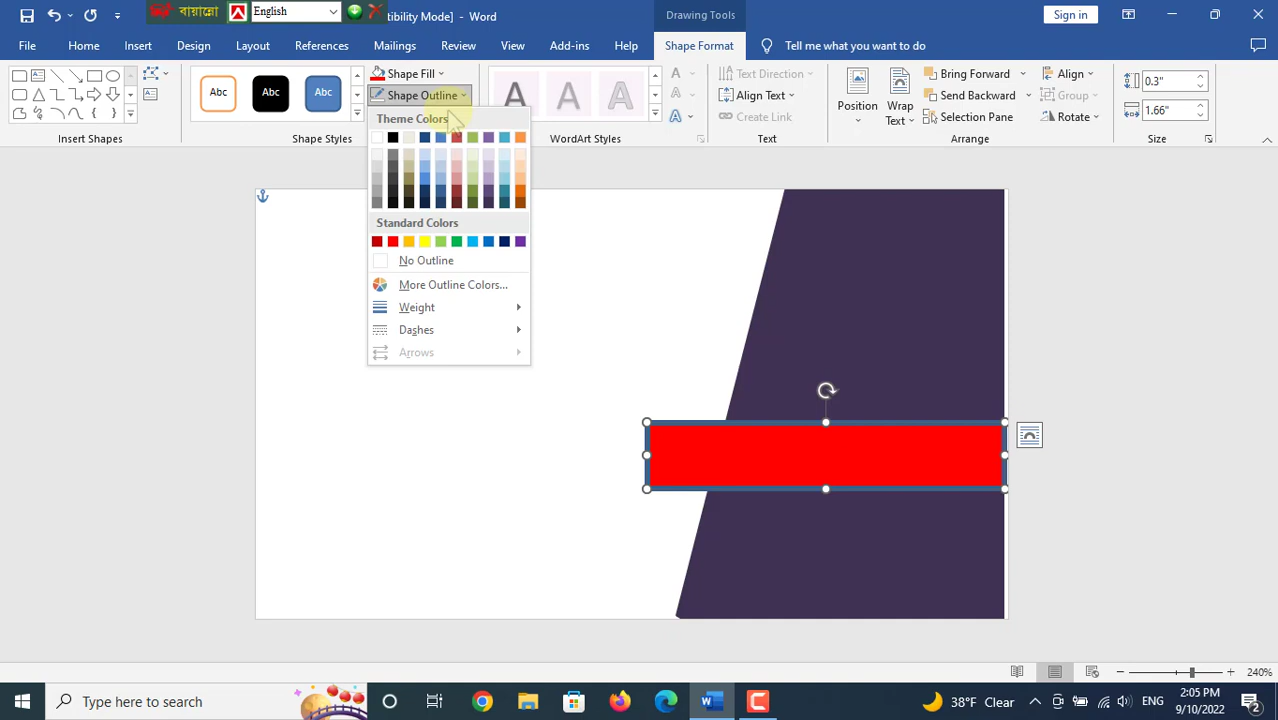 বায়ান্নো English tibility Mode] - Word Drawing Tools Sign in
File Home Insert Design Layout References Mailings Review View Add-ins Help Shape Format Tell me what you want to do
Abc Abc Abc
Shape Fill
Shape Outline
A A A
Text Direction
Align Text
Create Link
Position
Wrap Text
Bring Forward
Send Backward
Selection Pane
Align
Group
Rotate
0.3"
1.66"
Insert Shapes Shape Styles WordArt Styles Text Arrange Size
Theme Colors
Standard Colors
No Outline
More Outline Colors...
Weight
Dashes
Arrows
240%
Type here to search
38°F Clear
ENG
2:05 PM
9/10/2022
2